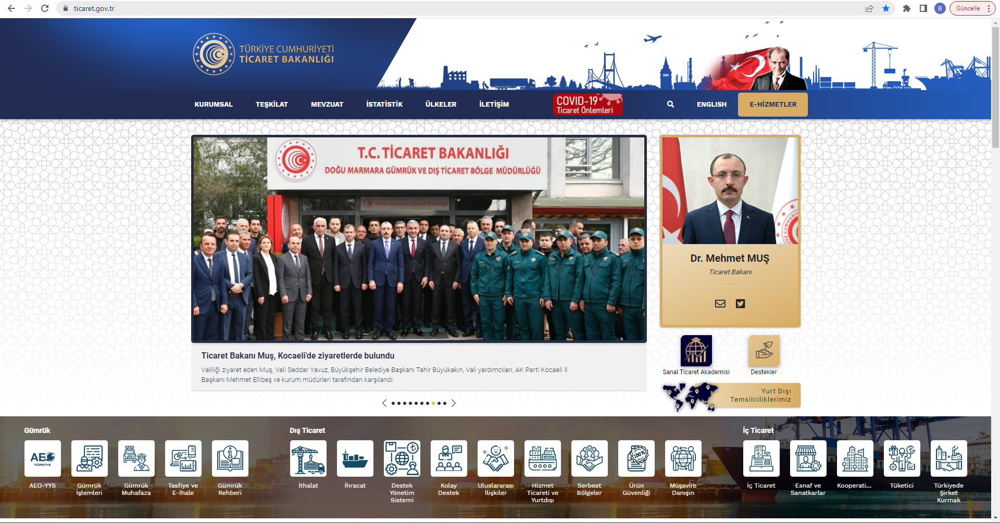 ticaret.gov.tr
B
Güncelle
TÜRKİYE CUMHURİYETİ
TİCARET BAKANLIĞI
KURUMSAL
TEŞKİLAT
MEVZUAT
İSTATİSTİK
ÜLKELER
İLETİŞİM
COVID-19
Ticaret Önlemleri
ENGLISH
E-HİZMETLER
T.C. TİCARET BAKANLIĞI
DOĞU MARMARA GÜMRÜK VE DIŞ TİCARET BÖLGE MÜDÜRLÜĞÜ
Körfez Petrokimya Gümrük Müdürlüğü
Dr. Mehmet MUŞ
Ticaret Bakanı
Ticaret Bakanı Muş, Kocaeli'de ziyaretlerde bulundu
Valiliği ziyaret eden Muş, Vali Seddar Yavuz, Büyükşehir Belediye Başkanı Tahir Büyükakın, Vali yardımcıları, AK Parti Kocaeli İl
Başkanı Mehmet Ellibeş ve kurum müdürleri tarafından karşılandı.
Sanal Ticaret Akademisi
Destekler
Yurt Dışı
Temsilciliklerimiz
Gümrük
AEO
TÜRKİYE
AEO-YYS
Gümrük
İşlemleri
Gümrük
Muhafaza
Tasfiye ve
E-İhale
Gümrük
Rehberi
Dış Ticaret
İthalat
İhracat
Destek
Yönetim
Sistemi
Kolay
Destek
Uluslararası
İlişkiler
Hizmet
Ticareti ve
Yurtdışı
Serbest
Bölgeler
100%
Ürün
Güvenliği
Müşavire
Danışın
İç Ticaret
İç Ticaret
Esnaf ve
Sanatkarlar
Kooperati...
Tüketici
Türkiyede
Şirket
Kurmak